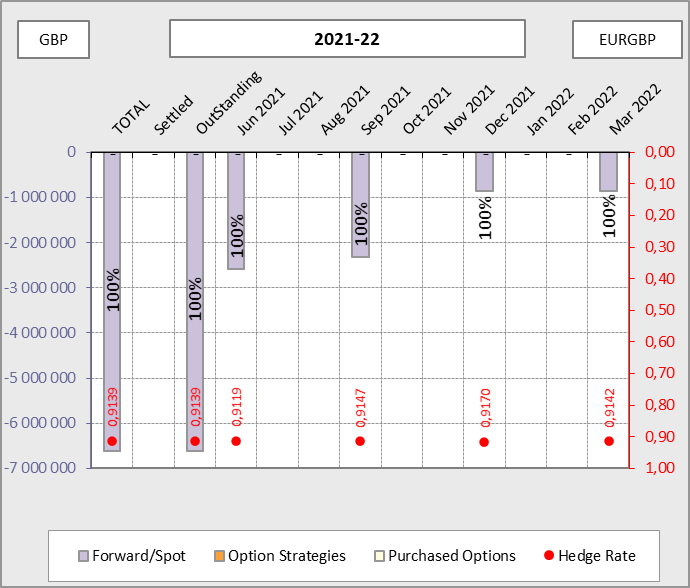 GBP
2021-22
EURGBP
TOTAL
Settled
OutStanding
Jun 2021
Jul 2021
Aug 2021
Sep 2021
Oct 2021
Nov 2021
Dec 2021
Jan 2022
Feb 2022
Mar 2022
0
-1 000 000
-2 000 000
-3 000 000
-4 000 000
-5 000 000
-6 000 000
-7 000 000
100%
100%
100%
100%
100%
100%
0,9139
0,9139
0,9119
0,9147
0,9170
0,9142
0,00
0,10
0,20
0,30
0,40
0,50
0,60
0,70
0,80
0,90
1,00
Forward/Spot
Option Strategies
Purchased Options
Hedge Rate